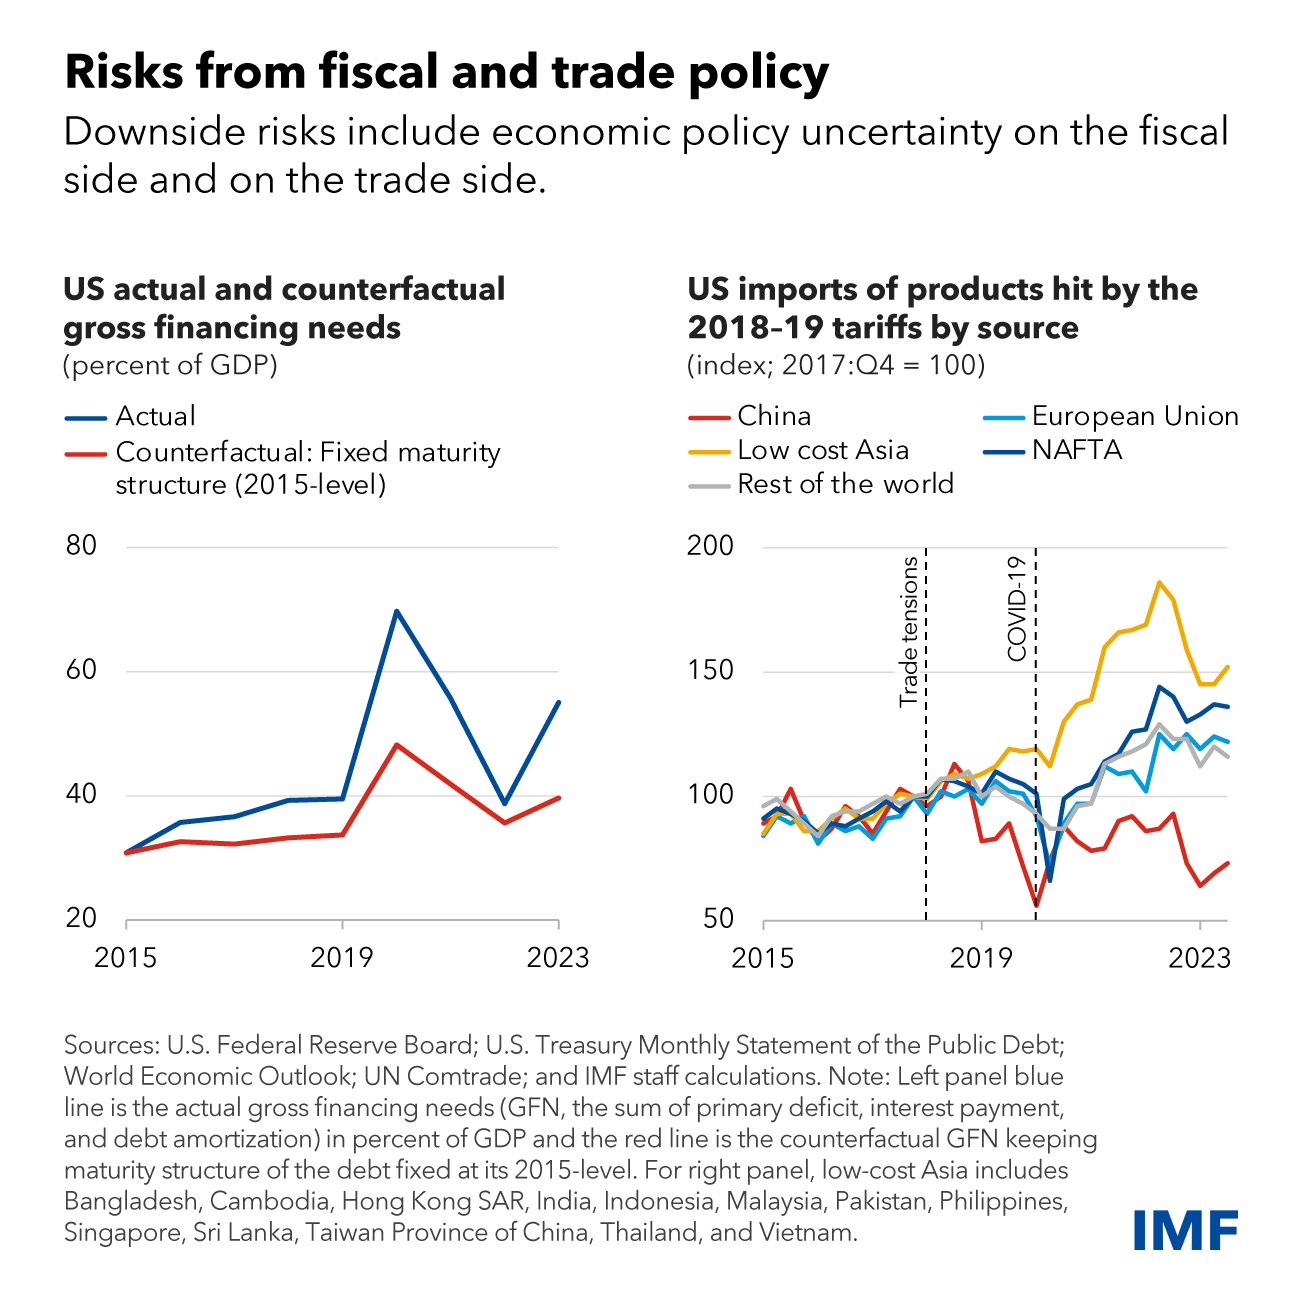 Risks from fiscal and trade policy
Downside risks include economic policy uncertainty on the fiscal
side and on the trade side.
US actual and counterfactual
gross financing needs
(percent of GDP)
Actual
Counterfactual: Fixed maturity
structure (2015-level)
80
60
40
20
2015
2019
2023
US imports of products hit by the
2018–19 tariffs by source
(index; 2017:Q4 = 100)
China
European Union
Low cost Asia
NAFTA
Rest of the world
200
150
100
50
Trade tensions
COVID-19
2015
2019
2023
Sources: U.S. Federal Reserve Board; U.S. Treasury Monthly Statement of the Public Debt;
World Economic Outlook; UN Comtrade; and IMF staff calculations. Note: Left panel blue
line is the actual gross financing needs (GFN, the sum of primary deficit, interest payment,
and debt amortization) in percent of GDP and the red line is the counterfactual GFN keeping
maturity structure of the debt fixed at its 2015-level. For right panel, low-cost Asia includes
Bangladesh, Cambodia, Hong Kong SAR, India, Indonesia, Malaysia, Pakistan, Philippines,
Singapore, Sri Lanka, Taiwan Province of China, Thailand, and Vietnam.
IMF